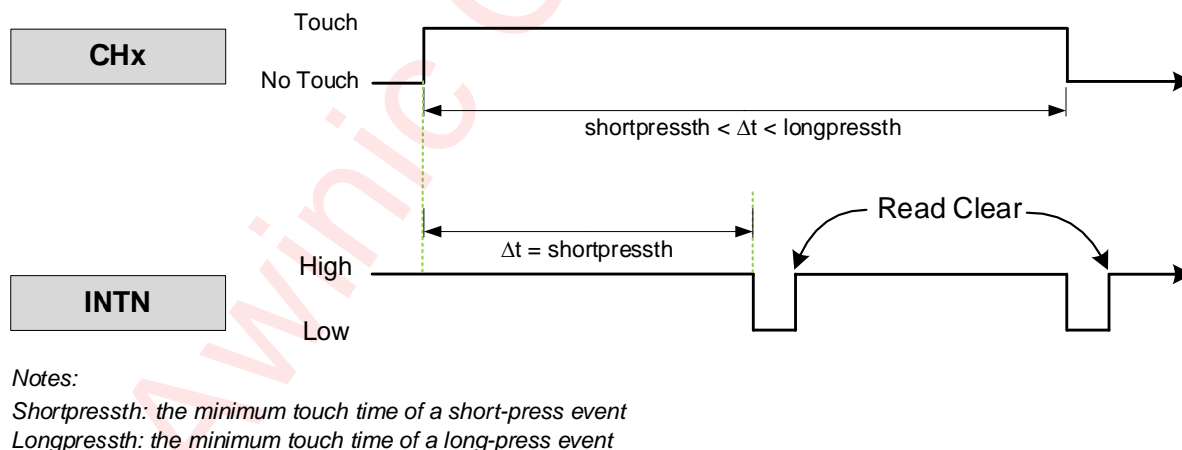 Touch
CHx
No Touch
shortpressth < Δt < longpressth
Read Clear
Δt = shortpressth
High
INTN
Low
Notes:
Shortpressth: the minimum touch time of a short-press event
Longpressth: the minimum touch time of a long-press event
Awinic C